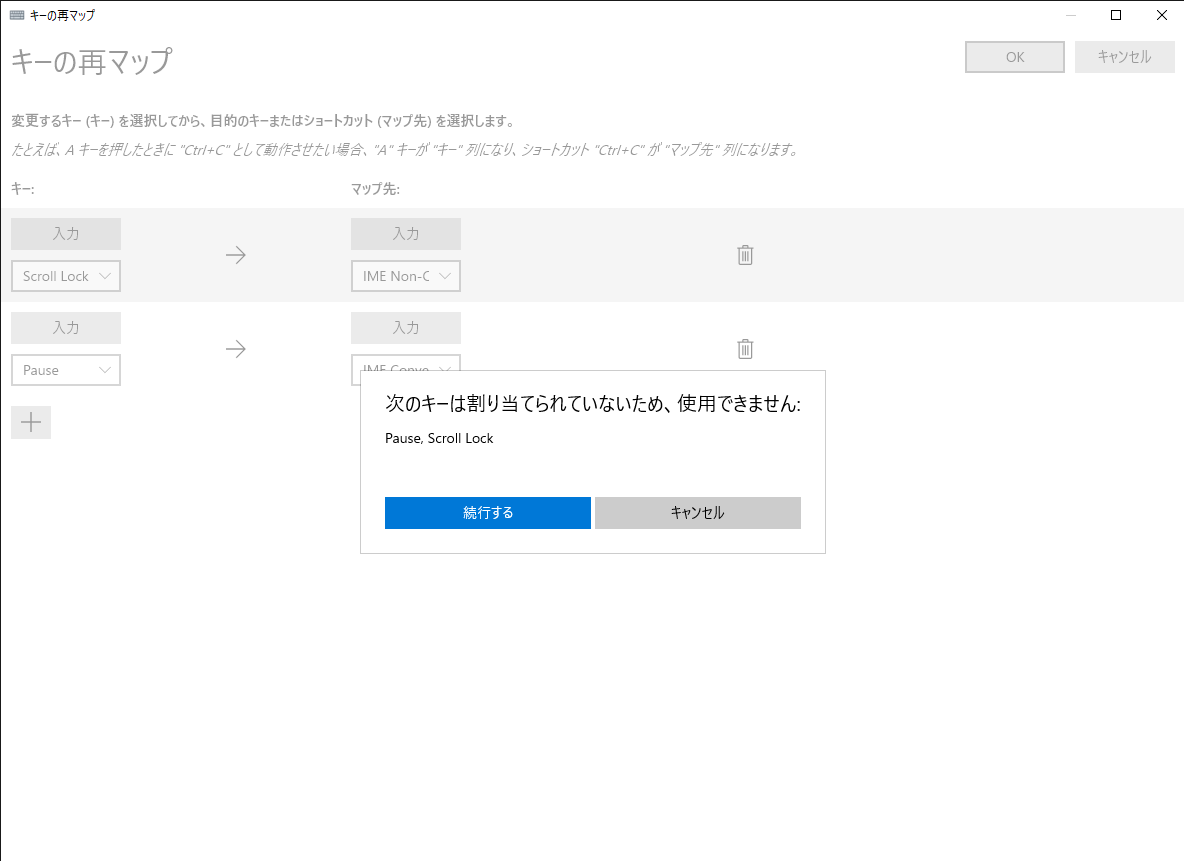 キーの再マップ
キーの再マップ
OK
キャンセル
変更するキー (キー) を選択してから、目的のキーまたはショートカット (マップ先) を選択します。
たとえば、A キーを押したときに "Ctrl+C" として動作させたい場合、"A" キーが "キー" 列になり、ショートカット "Ctrl+C" が "マップ先" 列になります。
キー:
マップ先:
入力
入力
Scroll Lock
IME Non-C
入力
入力
Pause
IME Conve
次のキーは割り当てられていないため、使用できません:
Pause, Scroll Lock
続行する
キャンセル